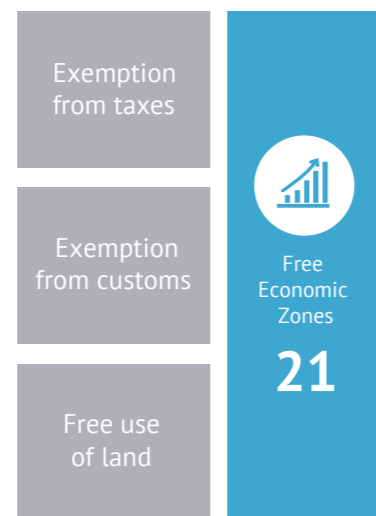 Exemption
from taxes
Exemption
from customs
Free use
of land
Free
Economic
Zones
21